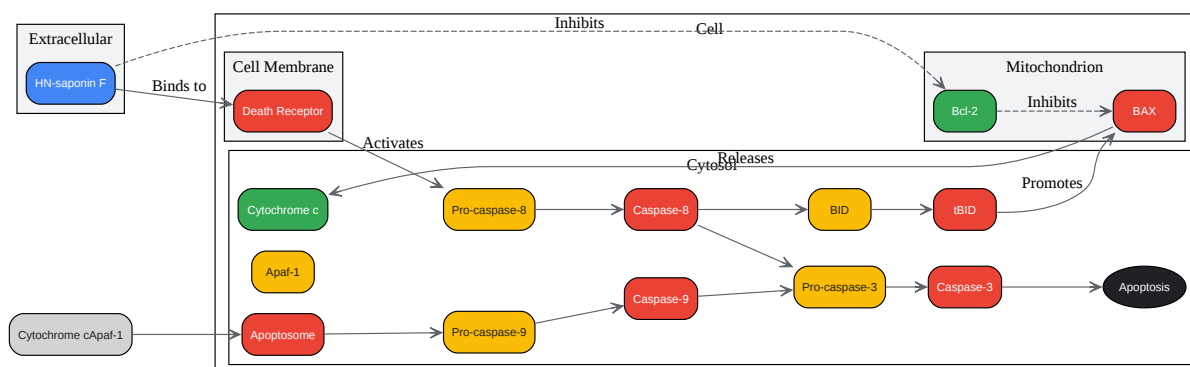 Inhibits
Cell
Extracellular
HN-saponin F
Binds to
Cell Membrane
Death Receptor
Mitochondrion
Bcl-2
Inhibits
BAX
Activates
Releases
Cytosol
Promotes
Cytochrome c
Pro-caspase-8
Caspase-8
BID
tBID
Apaf-1
Caspase-9
Pro-caspase-3
Caspase-3
Apoptosis
Cytochrome cApaf-1
Apoptosome
Pro-caspase-9